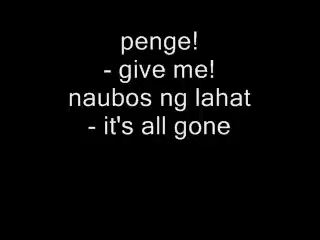 penge!
- give me!
naubos ng lahat
- it's all gone